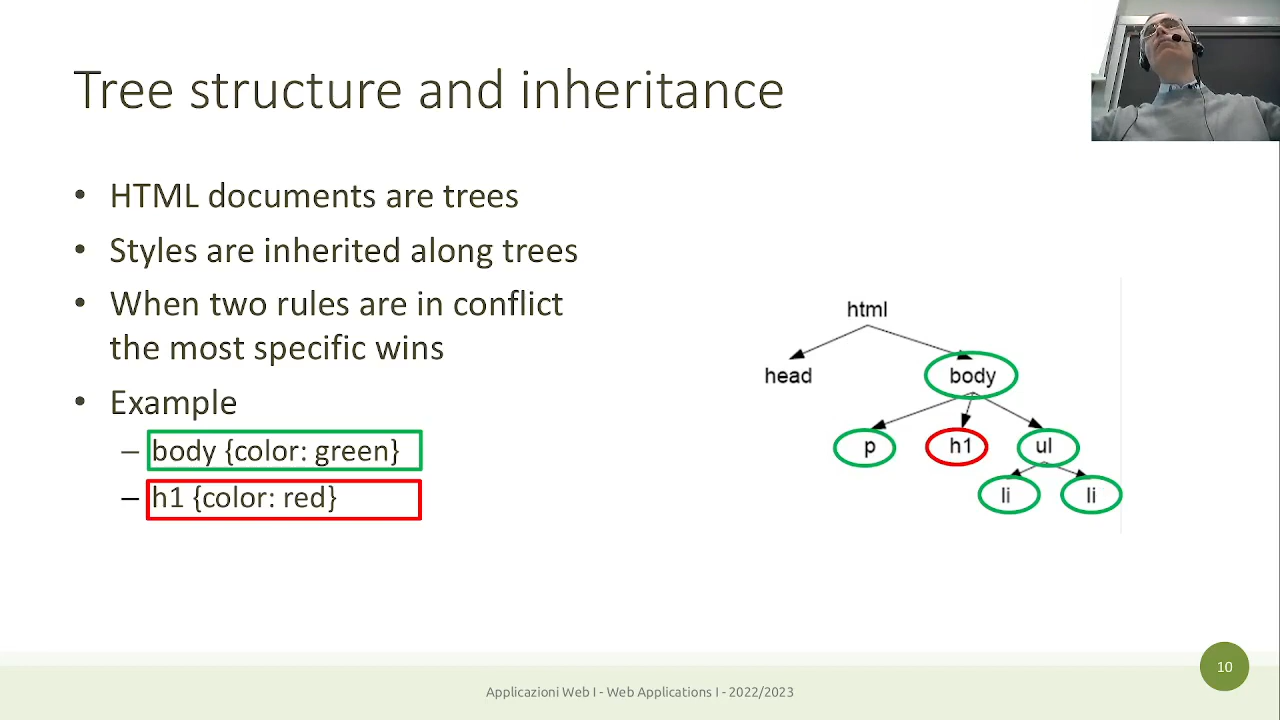 Tree structure and inheritance
• HTML documents are trees
• Styles are inherited along trees
• When two rules are in conflict
the most specific wins
• Example
– body {color: green}
– h1 {color: red}
html
head
body
p
h1
ul
li
li
10
Applicazioni Web I - Web Applications I - 2022/2023